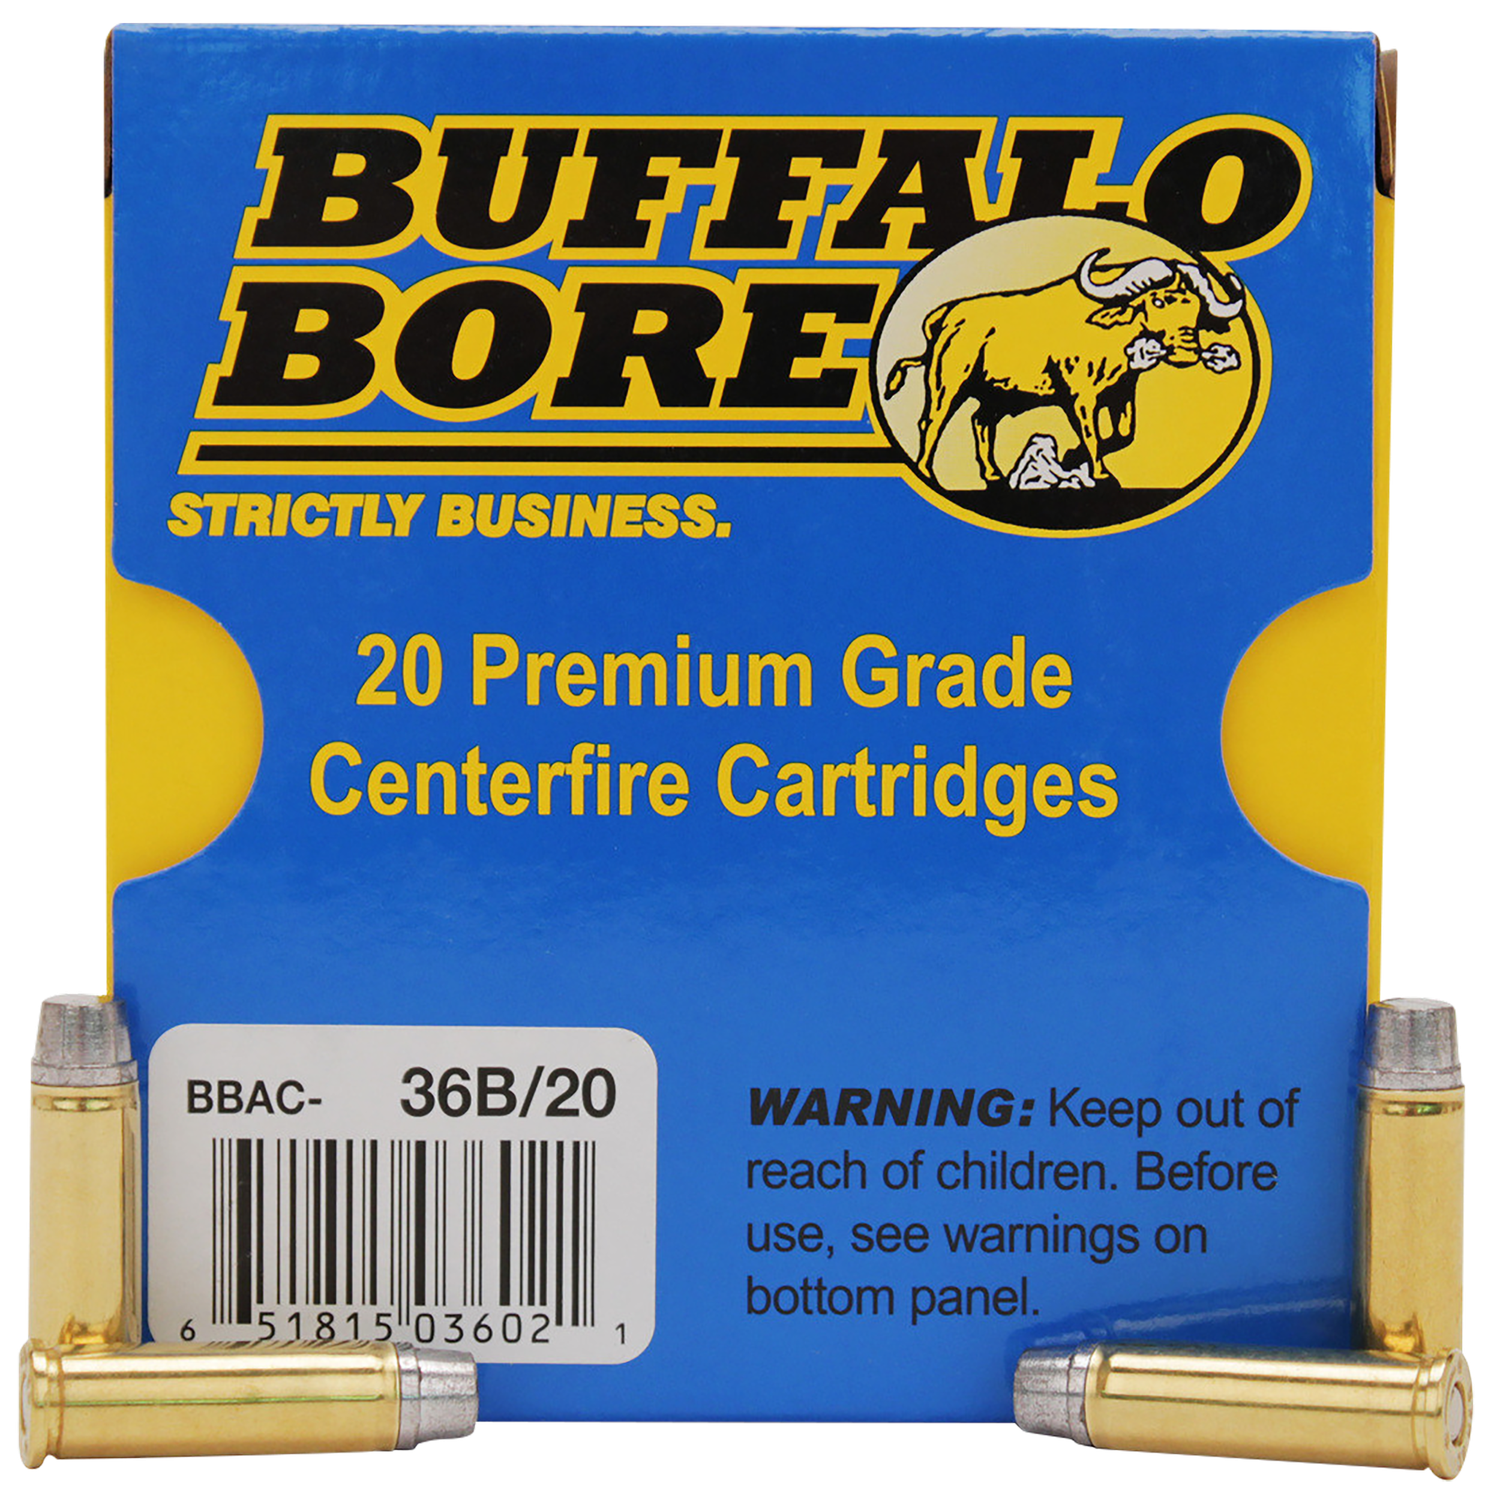 BUFFALO
BORE
STRICTLY BUSINESS.
20 Premium Grade
Centerfire Cartridges
BBAC- 36B/20
6 51815 03602 1
WARNING: Keep out of
reach of children. Before
use, see warnings on
bottom panel.